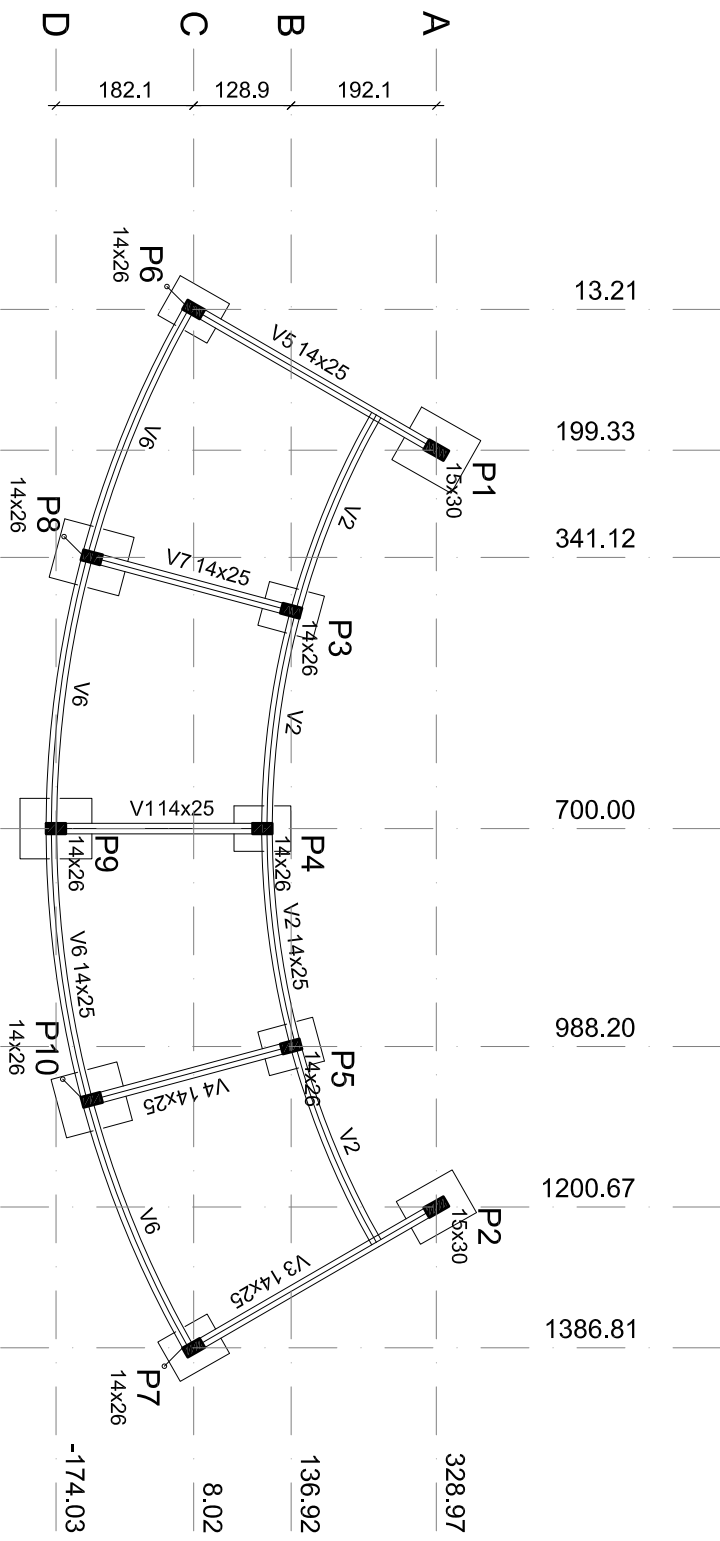 D
C
B
A
182.1
128.9
192.1
13.21
P6
14x26
V5 14x25
199.33
P1
15x30
V6
V2
341.12
P8
14x26
V7 14x25
P3
14x26
V6
V2
700.00
V114x25
P9
14x26
P4
14x26
V6 14x25
V2 14x25
988.20
P10
14x26
V4 14x25
P5
14x26
V2
1200.67
P2
15x30
V6
V3 14x25
1386.81
P7
14x26
-174.03
8.02
136.92
328.97